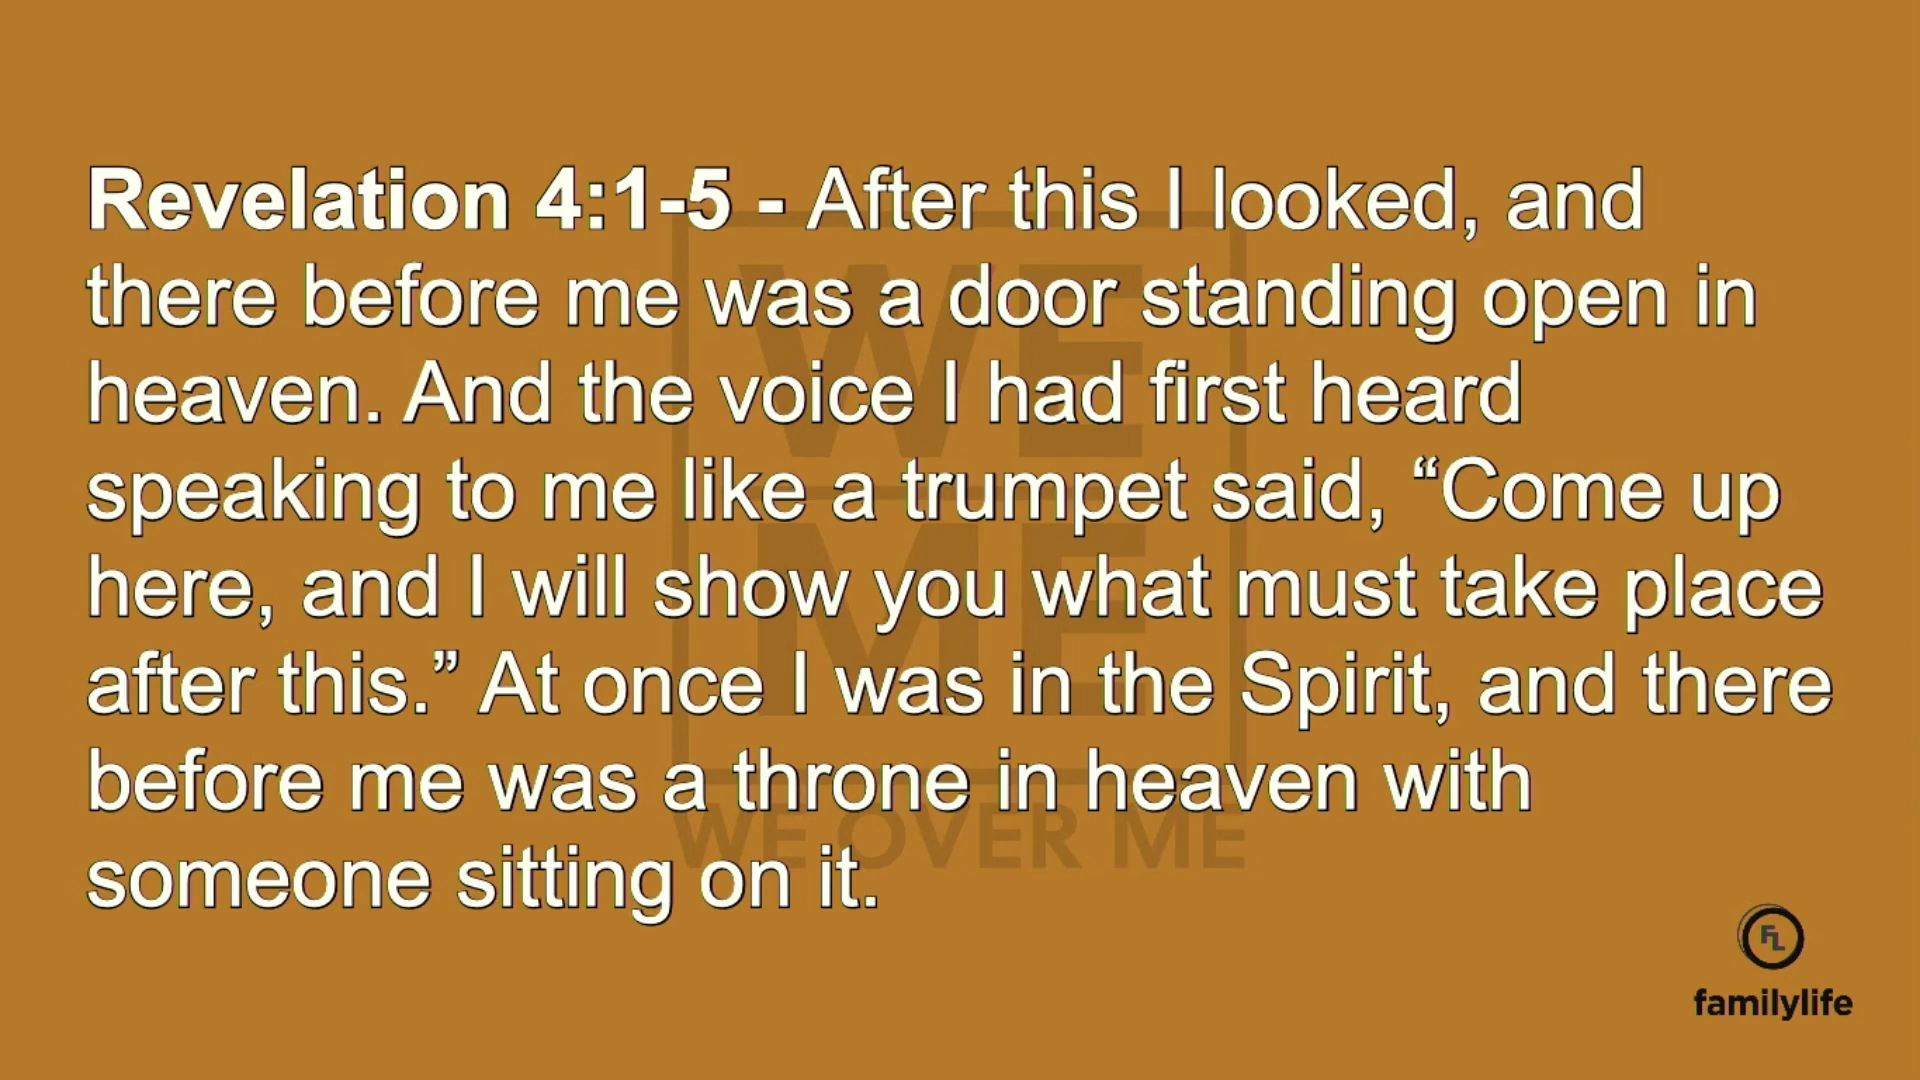 Revelation 4:1-5 - After this I looked, and
there before me was a door standing open in
heaven. And the voice I had first heard
speaking to me like a trumpet said, “Come up
here, and I will show you what must take place
after this.” At once I was in the Spirit, and there
before me was a throne in heaven with
someone sitting on it.
WE
ME
WE OVER ME
FL
familylife